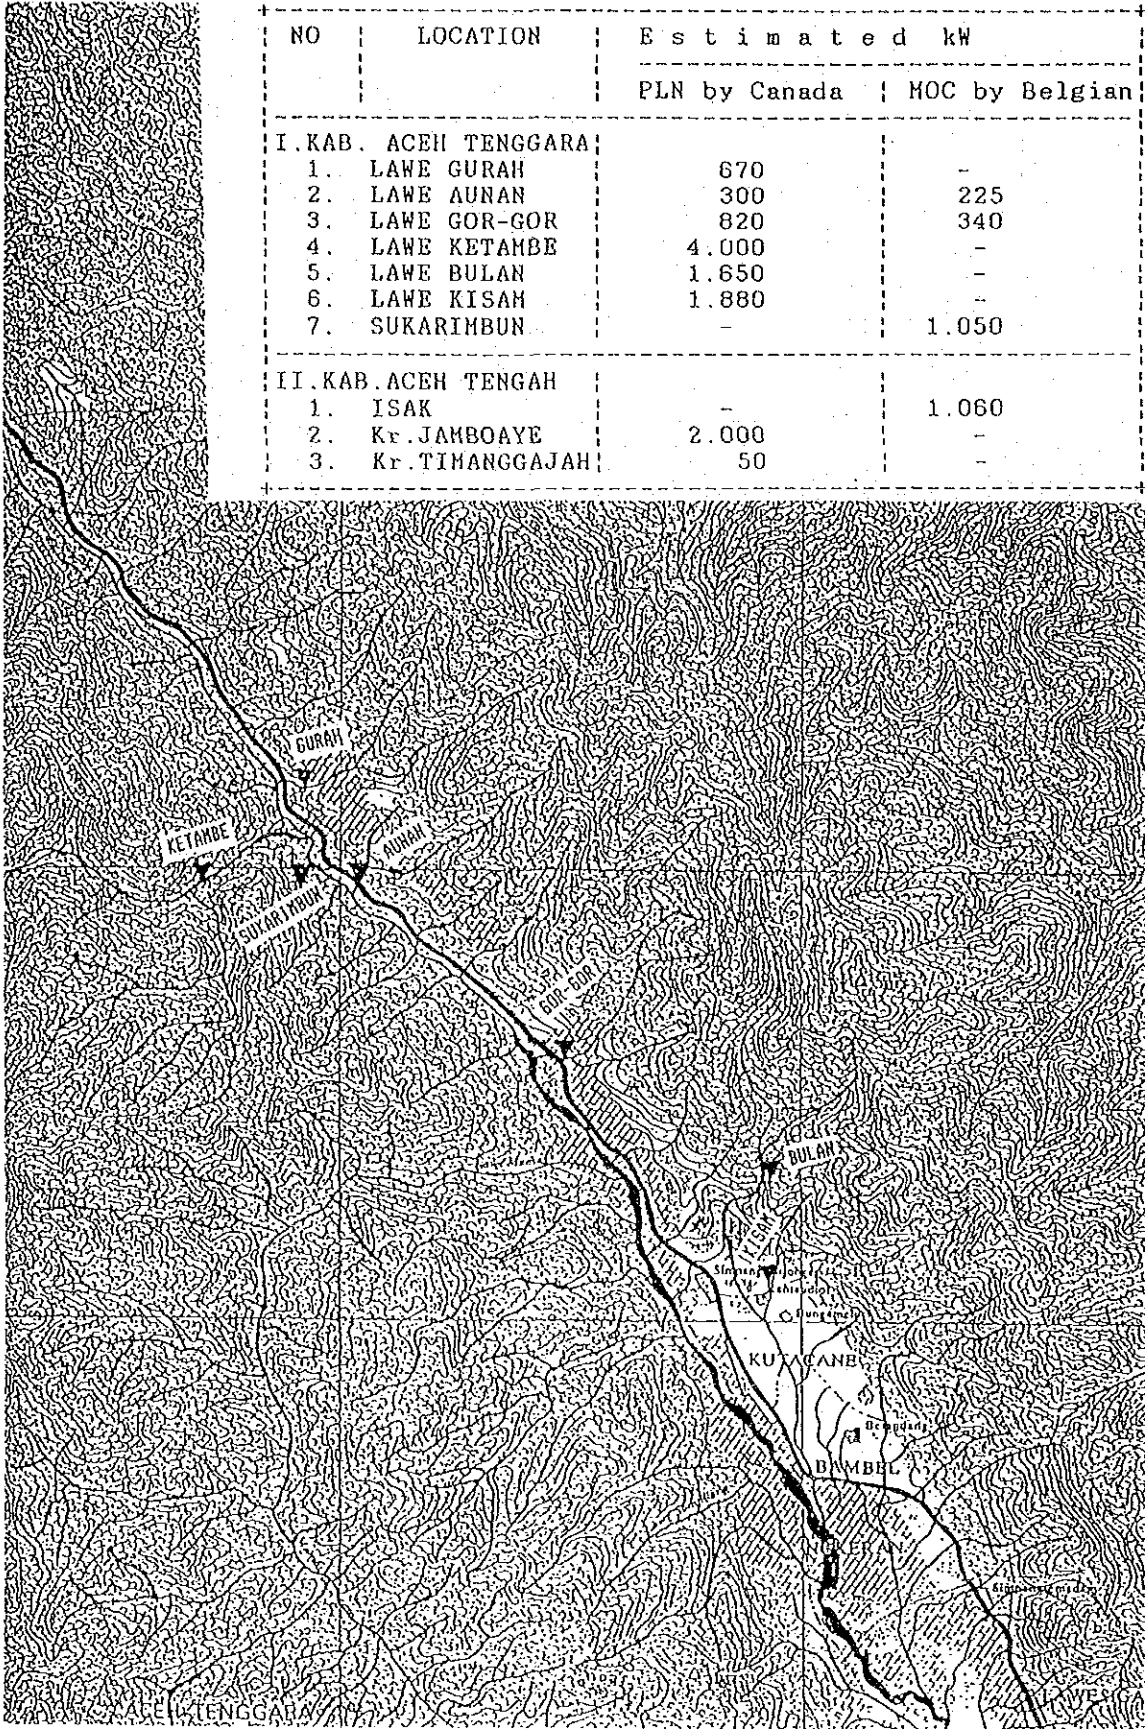 NO LOCATION Estimated kW
PLN by Canada MOC by Belgian
I.KAB. ACEH TENGGARA
1. LAWE GURAH 670 -
2. LAWE AUNAN 300 225
3. LAWE GOR-GOR 820 340
4. LAWE KETAMBE 4.000 -
5. LAWE BULAN 1.650 -
6. LAWE KISAM 1.880 -
7. SUKARIMBUN - 1.050
II.KAB.ACEH TENGAH
1. ISAK - 1.060
2. Kr.JAMBOAYE 2.000 -
3. Kr.TIMANGGAJAH 50 -
GURAH
KETAMBE
AUNAN
SUKARIMBUN
GOR-GOR
BULAN
KISAM
KUTACANE
BAMBEL
ACEH TENGGARA